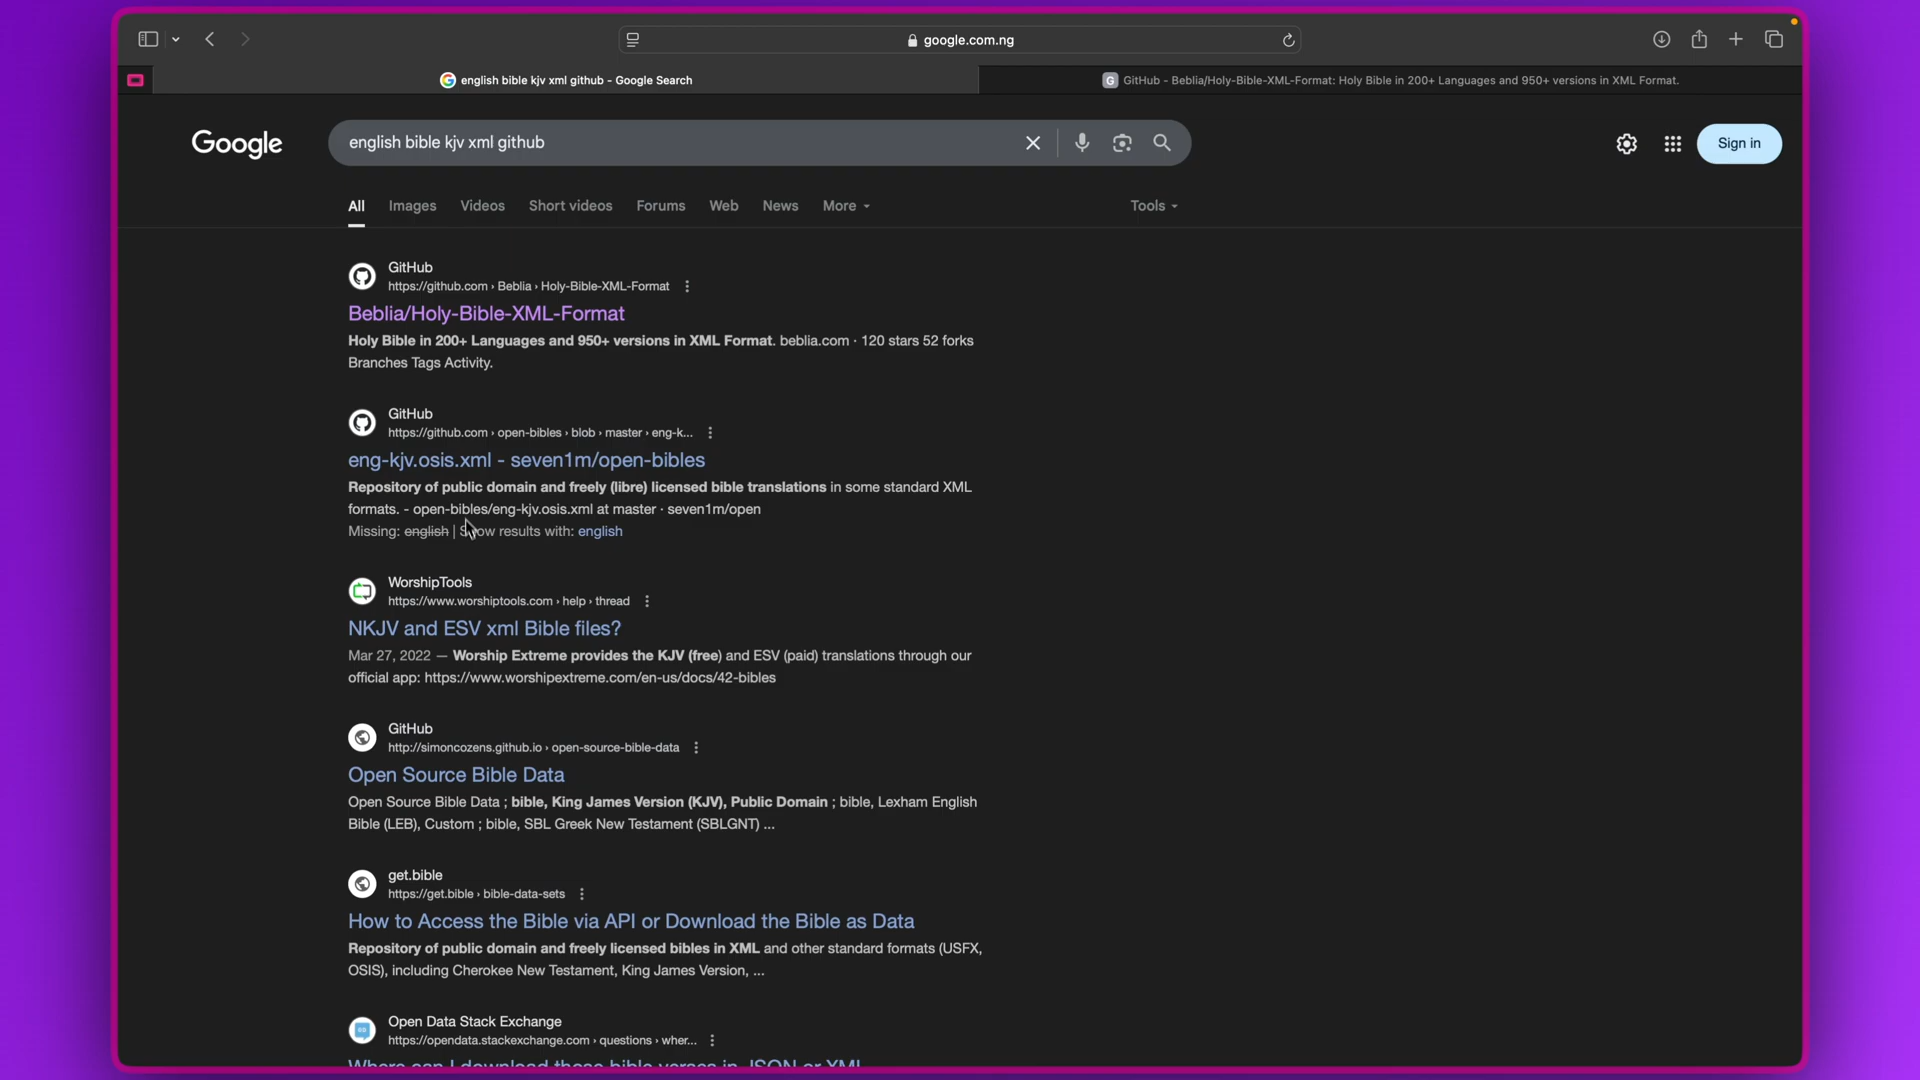 google.com.ng
english bible kjv xml github - Google Search
G GitHub - Beblia/Holy-Bible-XML-Format: Holy Bible in 200+ Languages and 950+ versions in XML Format.
Google
english bible kjv xml github
Sign in
All Images Videos Short videos Forums Web News More
Tools
GitHub
https://github.com › Beblia › Holy-Bible-XML-Format
Beblia/Holy-Bible-XML-Format
Holy Bible in 200+ Languages and 950+ versions in XML Format. beblia.com · 120 stars 52 forks
Branches Tags Activity.
GitHub
https://github.com › open-bibles › blob › master › eng-k...
eng-kjv.osis.xml - seven1m/open-bibles
Repository of public domain and freely (libre) licensed bible translations in some standard XML
formats. - open-bibles/eng-kjv.osis.xml at master · seven1m/open
Missing: english | Show results with: english
WorshipTools
https://www.worshiptools.com › help › thread
NKJV and ESV xml Bible files?
Mar 27, 2022 — Worship Extreme provides the KJV (free) and ESV (paid) translations through our
official app: https://www.worshipextreme.com/en-us/docs/42-bibles
GitHub
http://simoncozens.github.io › open-source-bible-data
Open Source Bible Data
Open Source Bible Data ; bible, King James Version (KJV), Public Domain ; bible, Lexham English
Bible (LEB), Custom ; bible, SBL Greek New Testament (SBLGNT) ...
get.bible
https://get.bible › bible-data-sets
How to Access the Bible via API or Download the Bible as Data
Repository of public domain and freely licensed bibles in XML and other standard formats (USFX,
OSIS), including Cherokee New Testament, King James Version, ...
Open Data Stack Exchange
https://opendata.stackexchange.com › questions › wher...
Where can I download these bible verses in JSON or XML